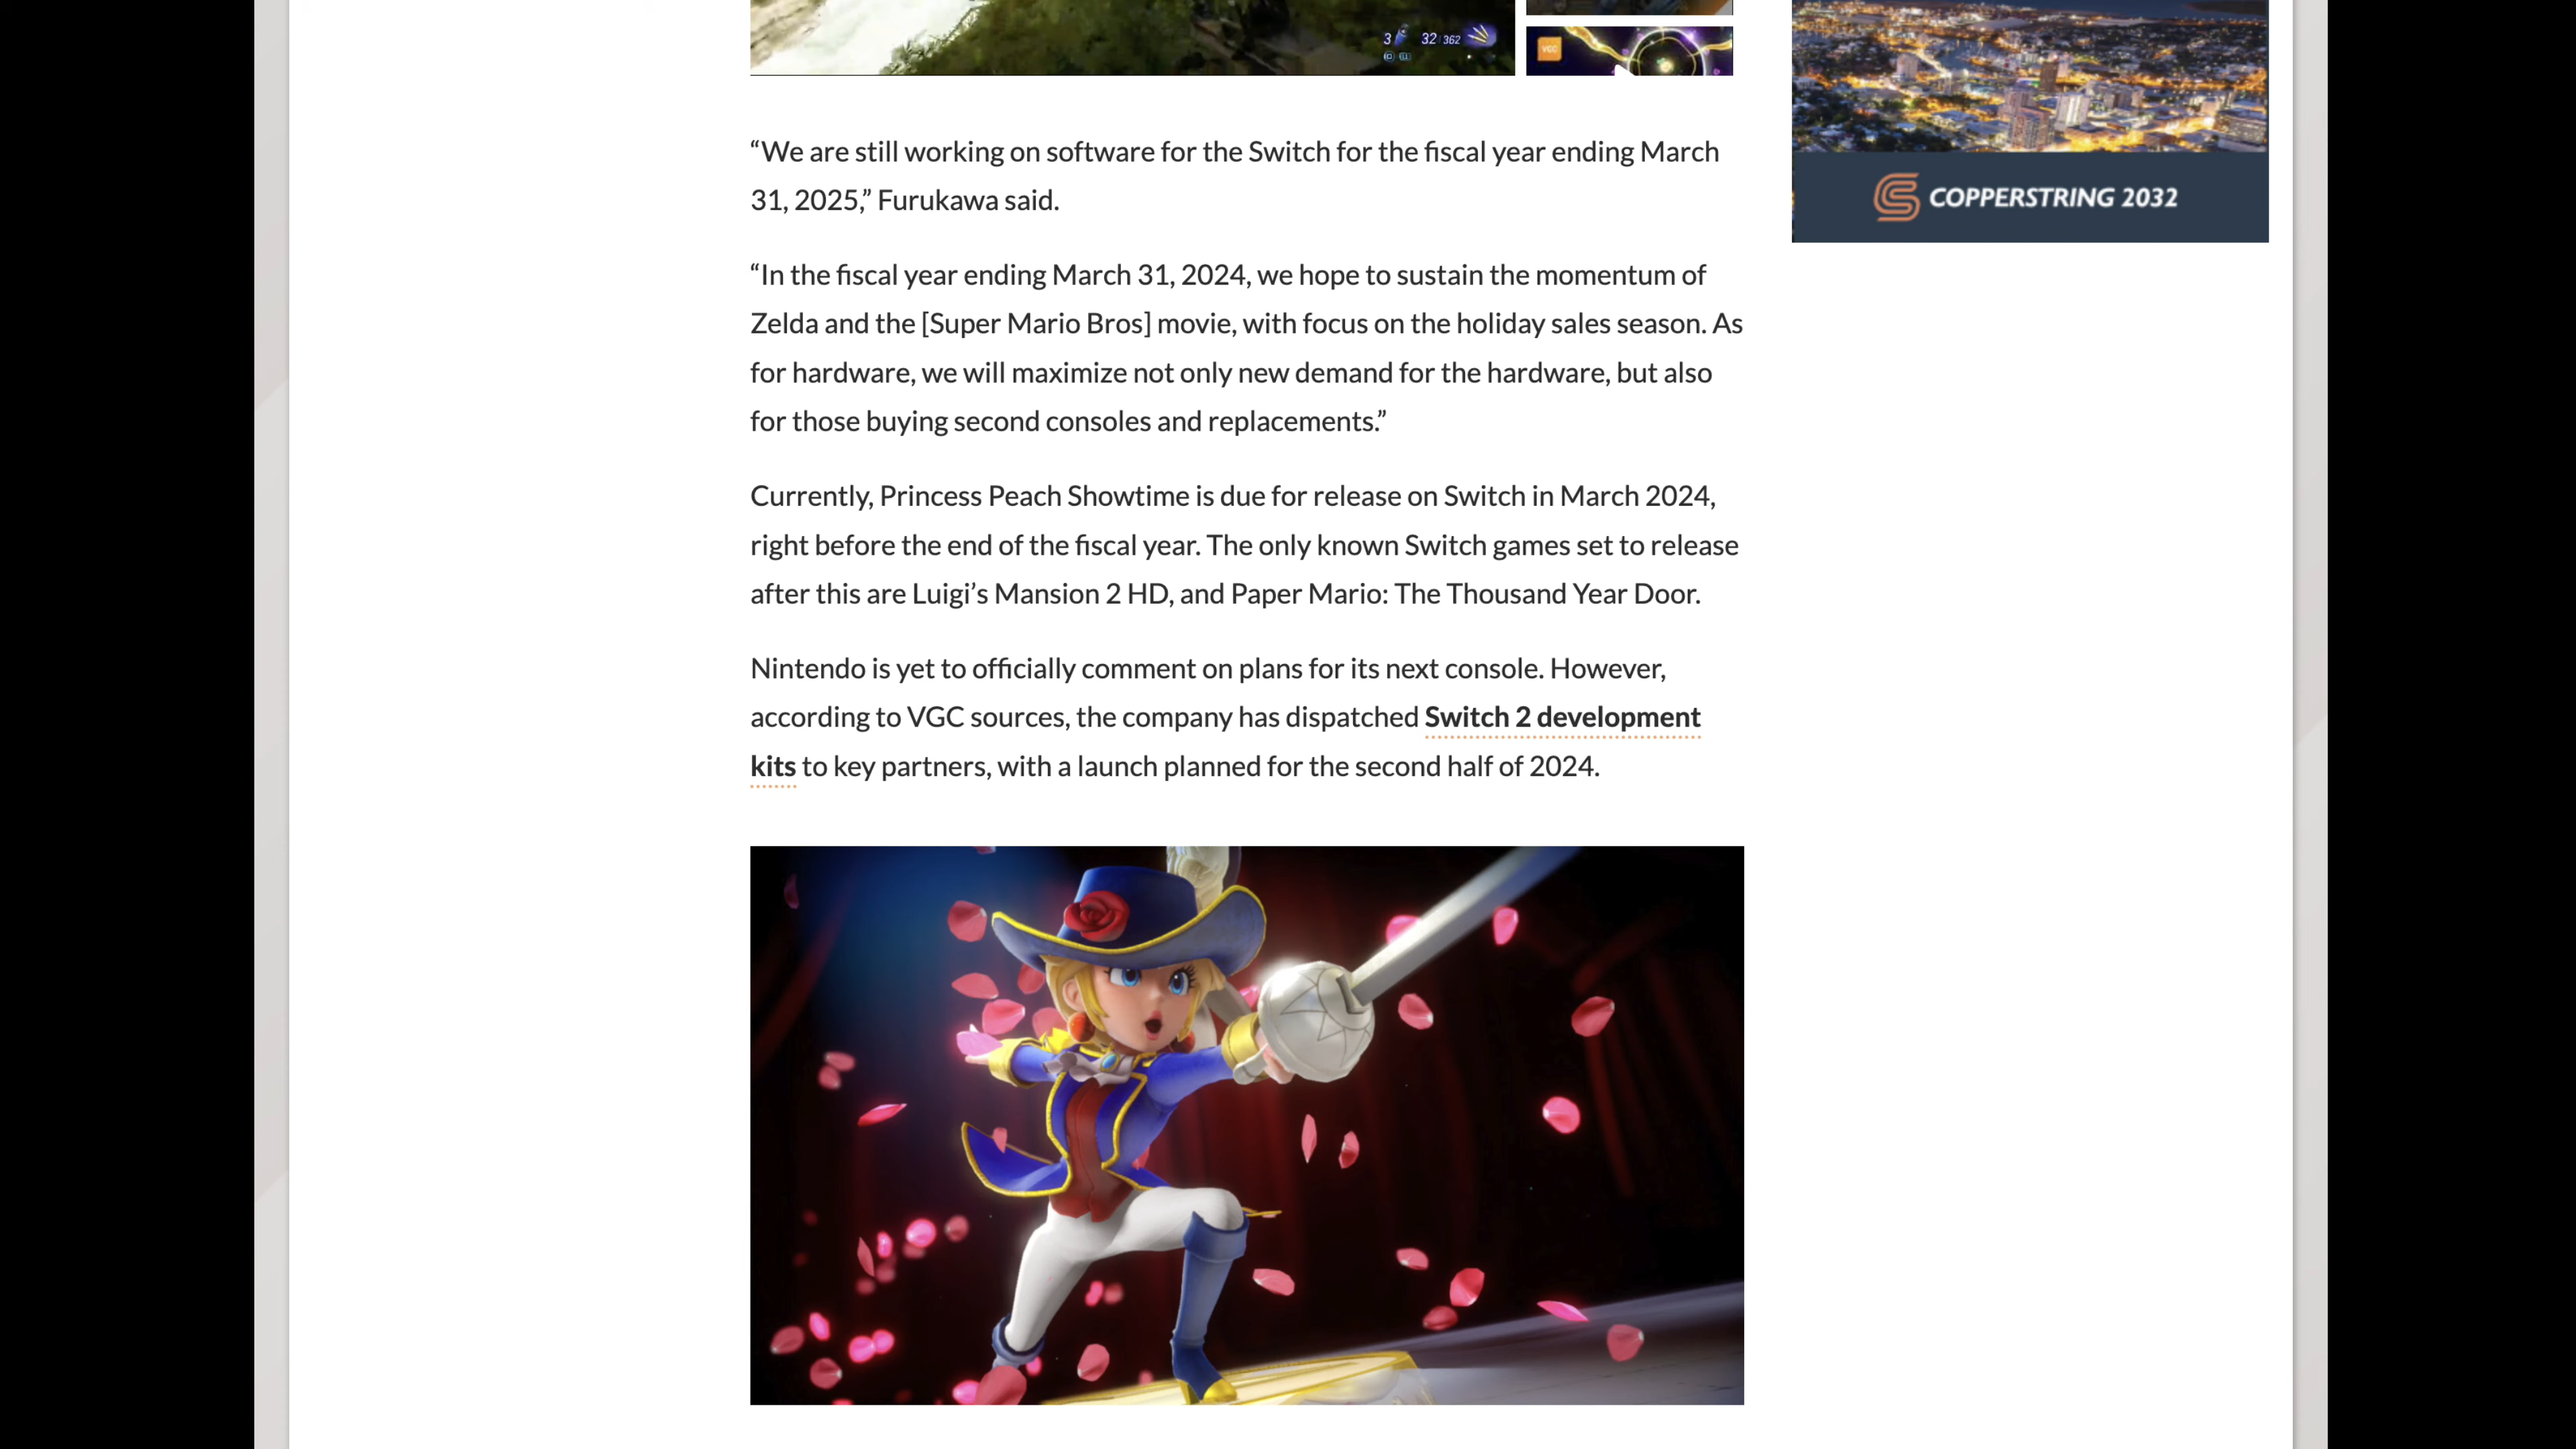 3 32 362
VGC
COPPERSTRING 2032
“We are still working on software for the Switch for the fiscal year ending March
31, 2025,” Furukawa said.
“In the fiscal year ending March 31, 2024, we hope to sustain the momentum of
Zelda and the [Super Mario Bros] movie, with focus on the holiday sales season. As
for hardware, we will maximize not only new demand for the hardware, but also
for those buying second consoles and replacements.”
Currently, Princess Peach Showtime is due for release on Switch in March 2024,
right before the end of the fiscal year. The only known Switch games set to release
after this are Luigi’s Mansion 2 HD, and Paper Mario: The Thousand Year Door.
Nintendo is yet to officially comment on plans for its next console. However,
according to VGC sources, the company has dispatched Switch 2 development
kits to key partners, with a launch planned for the second half of 2024.